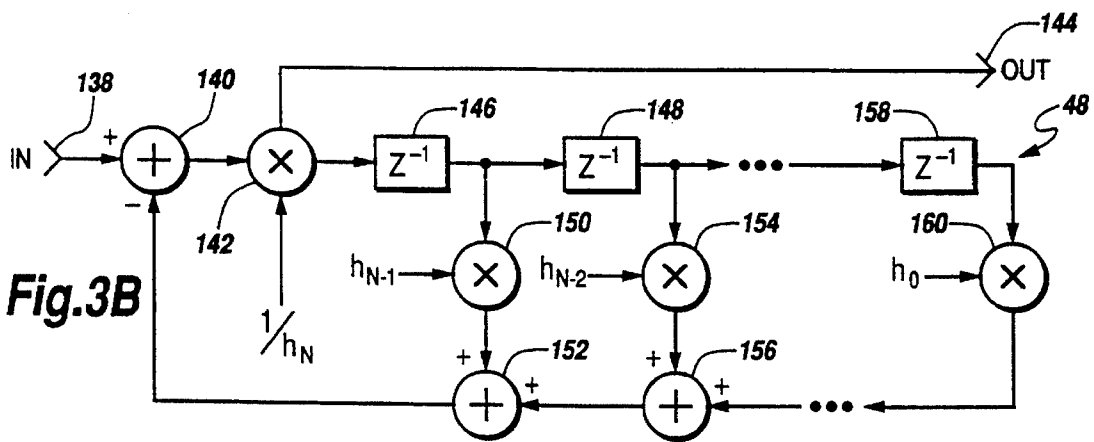 144
138 140 146 148 158 OUT 48
IN + + × Z⁻¹ Z⁻¹ ••• Z⁻¹
− 142 150 154 160
Fig.3B hN-1 × hN-2 × h0 ×
1/hN
+ 152 + 156
+ + + + •••